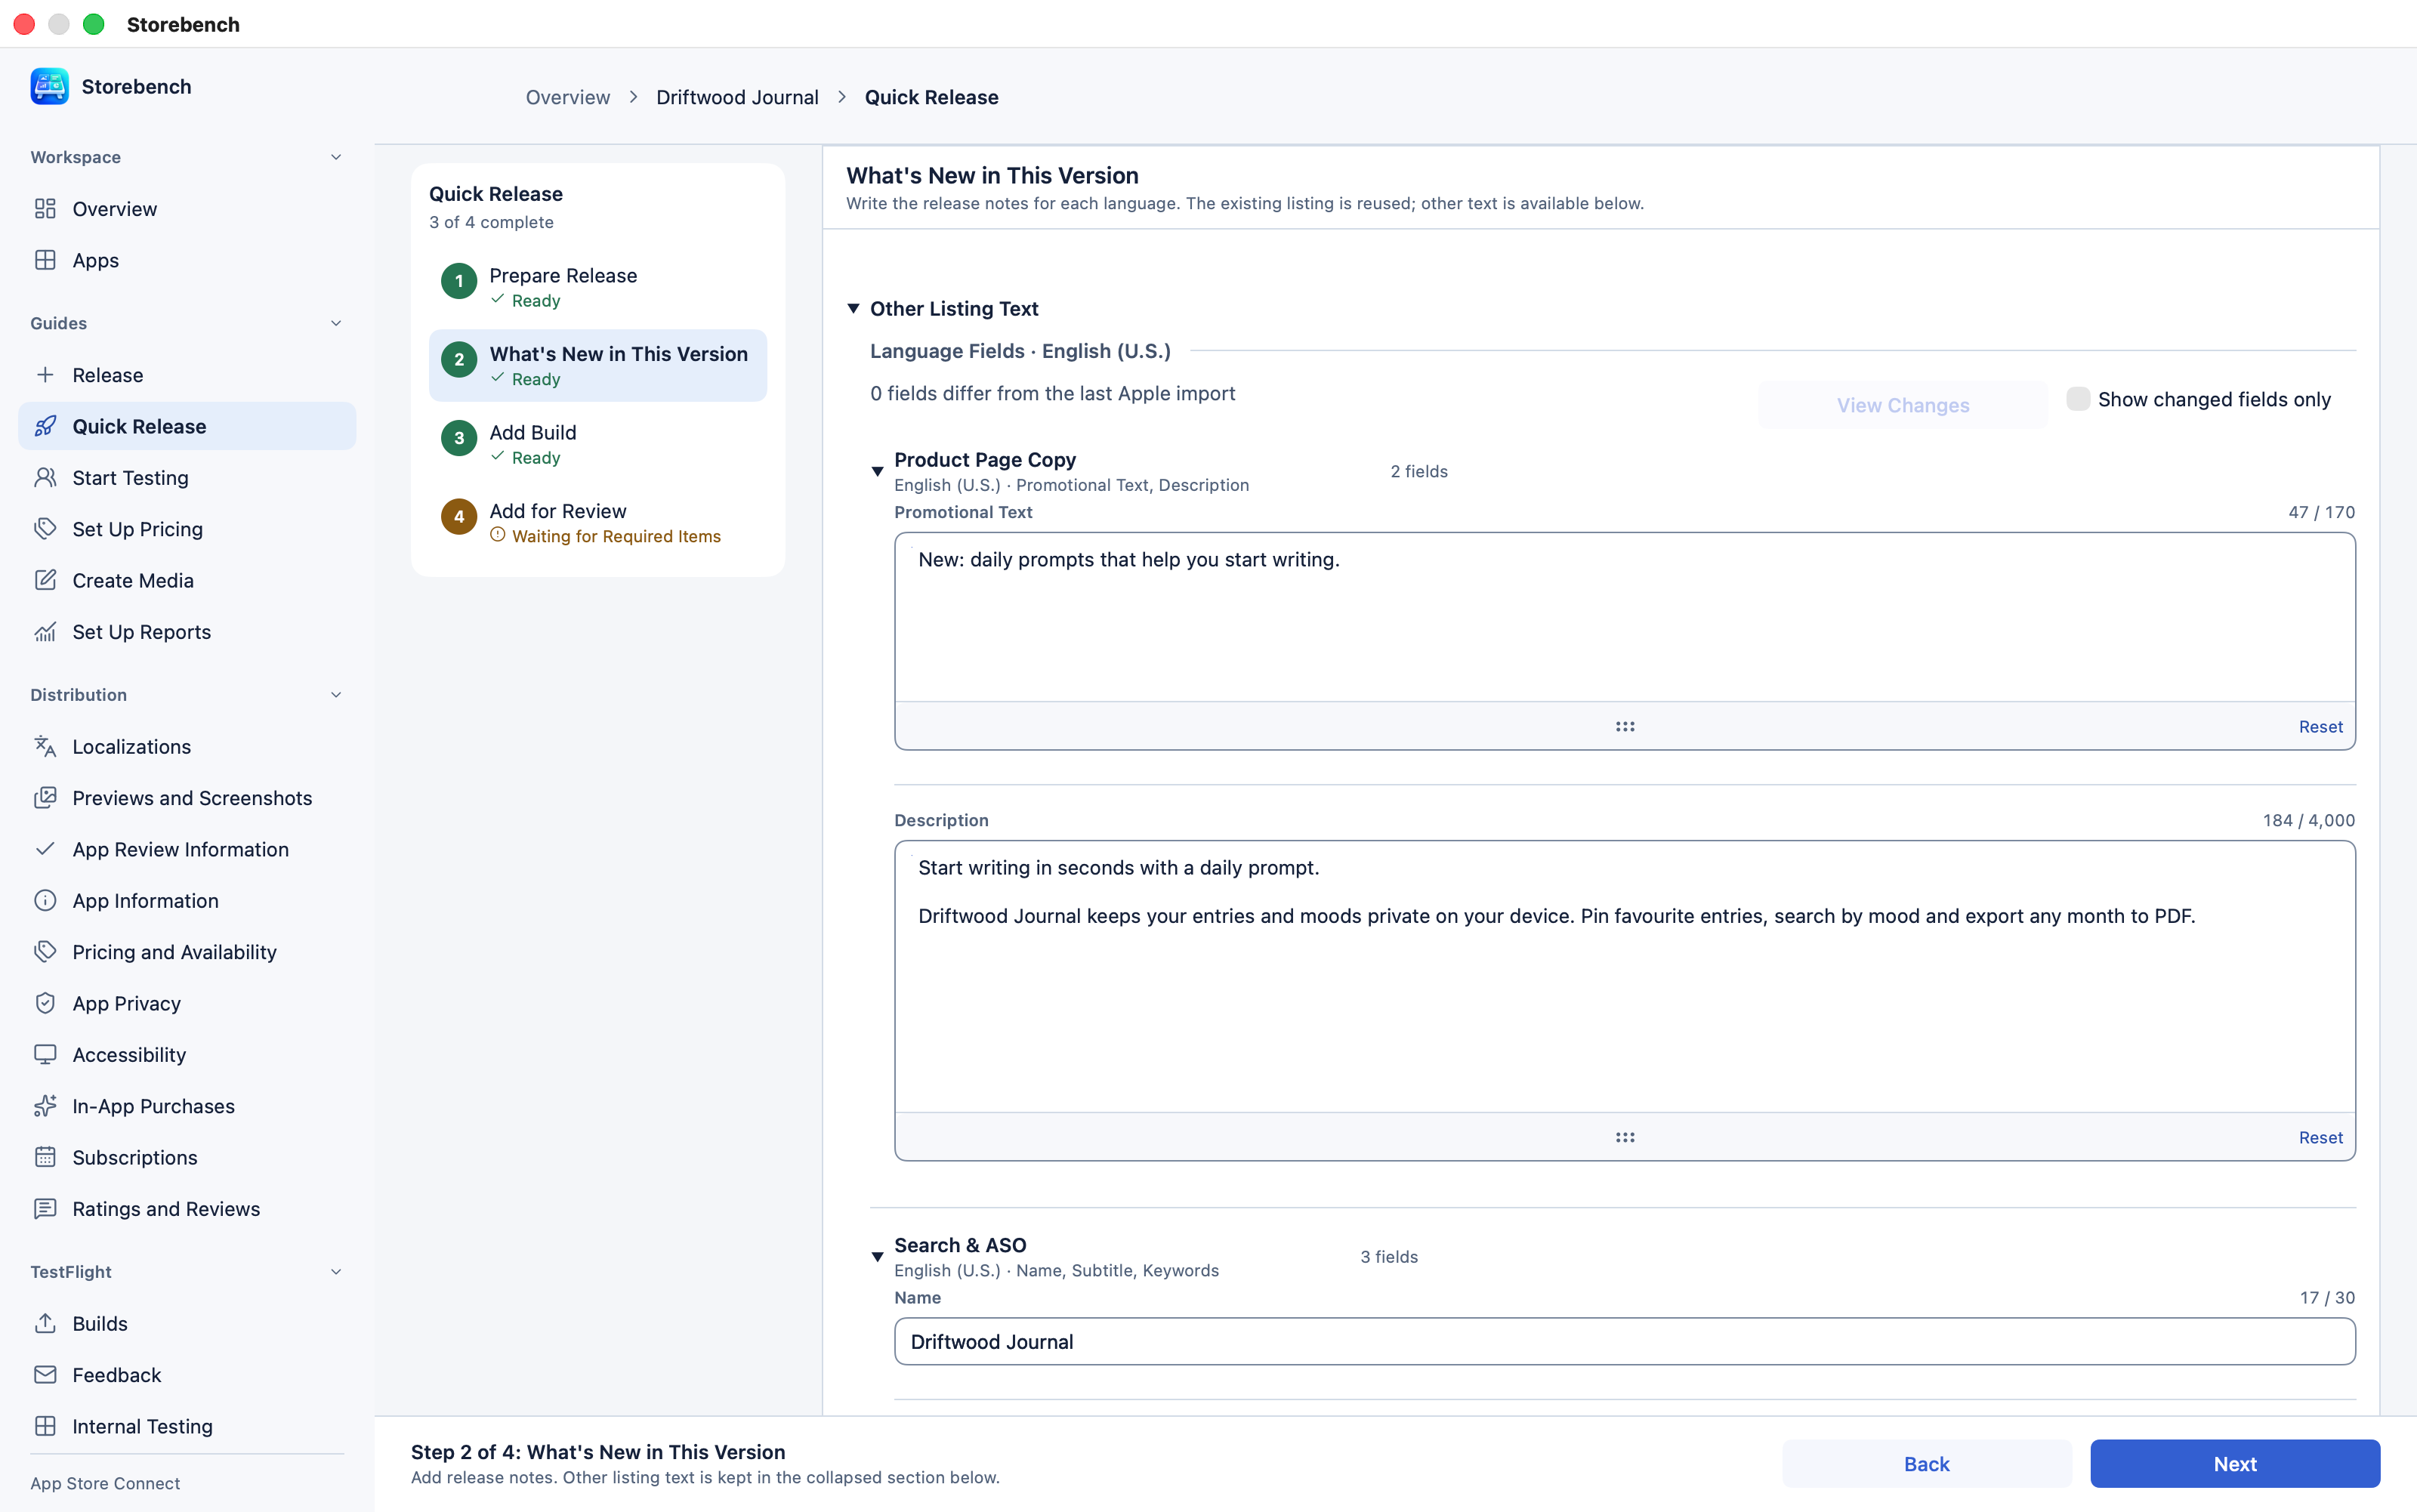 Storebench
Storebench
Workspace
Overview
Apps
Guides
Release
Quick Release
Start Testing
Set Up Pricing
Create Media
Set Up Reports
Distribution
Localizations
Previews and Screenshots
App Review Information
App Information
Pricing and Availability
App Privacy
Accessibility
In-App Purchases
Subscriptions
Ratings and Reviews
TestFlight
Builds
Feedback
Internal Testing
App Store Connect
Overview > Driftwood Journal > Quick Release
Quick Release
3 of 4 complete
1 Prepare Release
Ready
2 What's New in This Version
Ready
3 Add Build
Ready
4 Add for Review
Waiting for Required Items
What's New in This Version
Write the release notes for each language. The existing listing is reused; other text is available below.
Other Listing Text
Language Fields · English (U.S.)
0 fields differ from the last Apple import
View Changes
Show changed fields only
Product Page Copy
English (U.S.) · Promotional Text, Description
2 fields
Promotional Text 47 / 170
New: daily prompts that help you start writing.
Reset
Description 184 / 4,000
Start writing in seconds with a daily prompt.
Driftwood Journal keeps your entries and moods private on your device. Pin favourite entries, search by mood and export any month to PDF.
Reset
Search & ASO
English (U.S.) · Name, Subtitle, Keywords
3 fields
Name 17 / 30
Driftwood Journal
Step 2 of 4: What's New in This Version
Add release notes. Other listing text is kept in the collapsed section below.
Back
Next